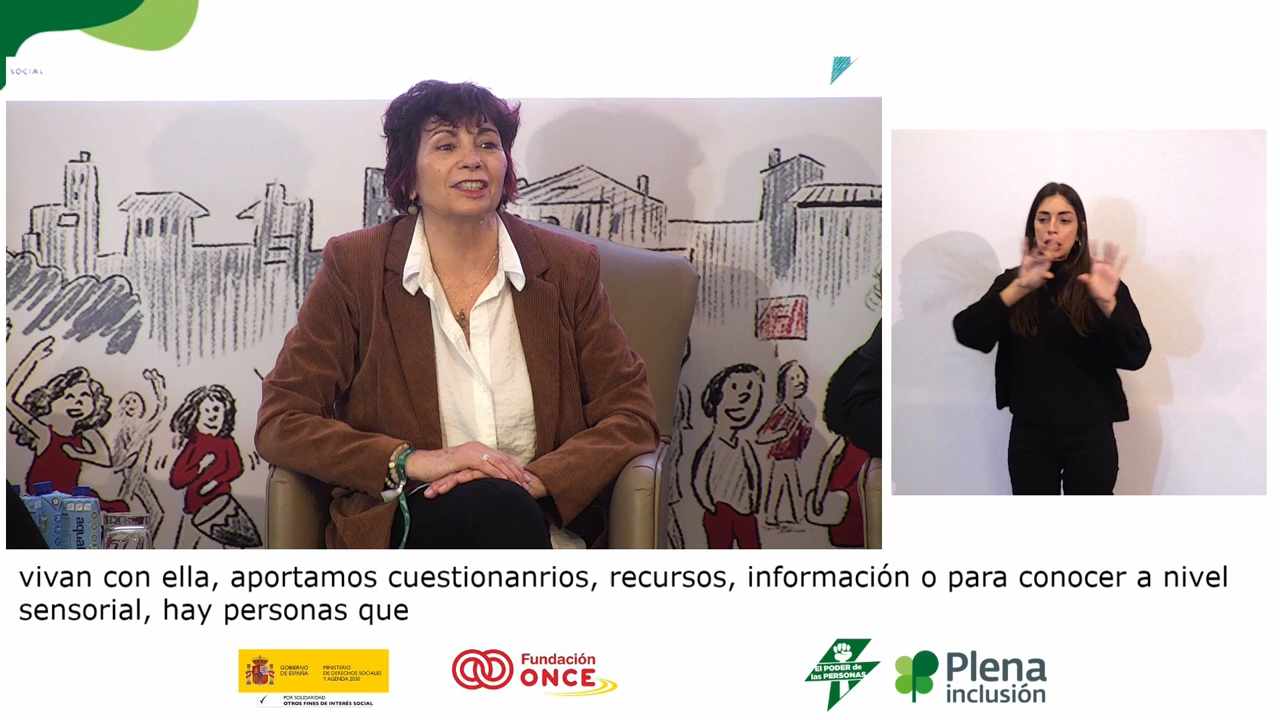 SOCIAL
aqua
vivan con ella, aportamos cuestionanrios, recursos, información o para conocer a nivel
sensorial, hay personas que
GOBIERNO
DE ESPAÑA
MINISTERIO
DE DERECHOS SOCIALES
Y AGENDA 2030
POR SOLIDARIDAD
OTROS FINES DE INTERÉS SOCIAL
Fundación
ONCE
El PODER de
las PERSONAS
Plena
inclusión